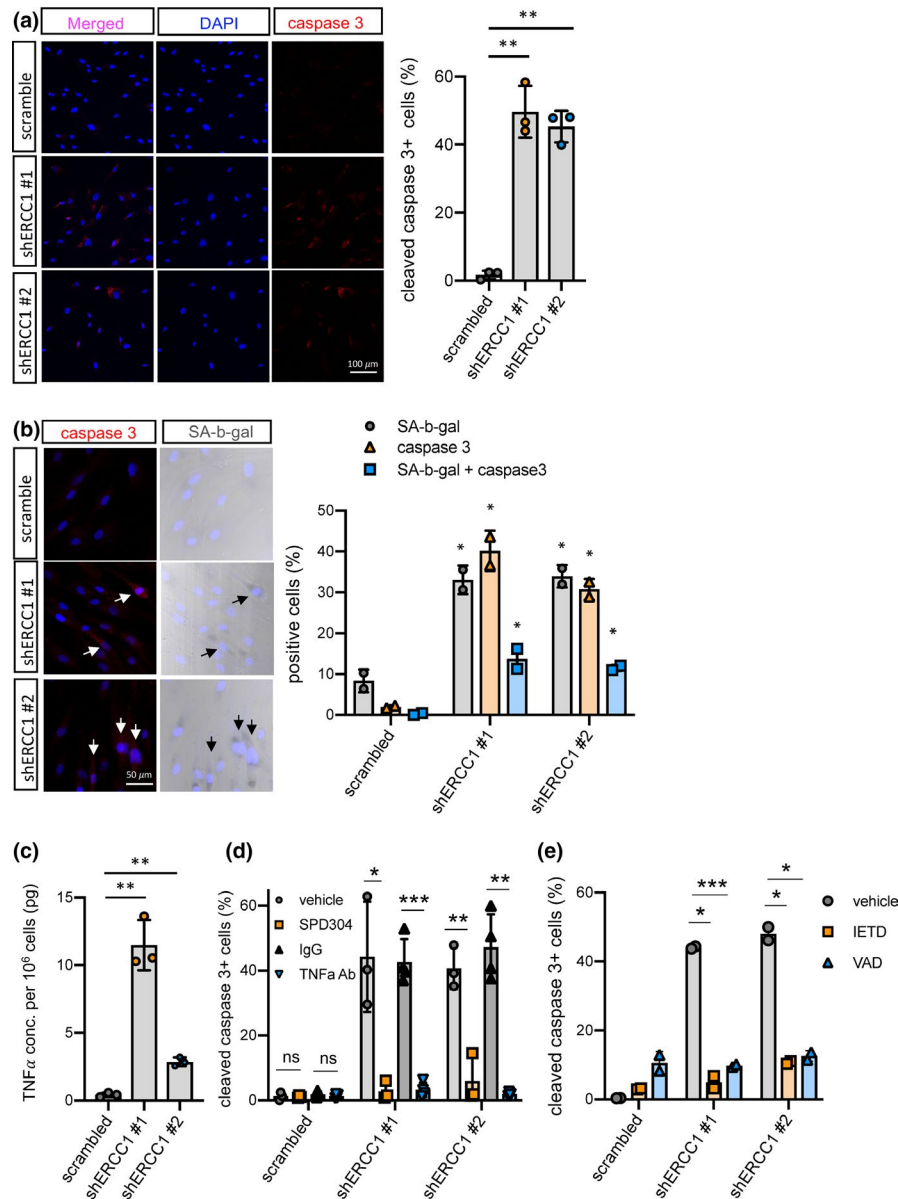 (a)
Merged DAPI caspase 3
scramble
shERCC1 #1
shERCC1 #2
100 µm
**
**
cleaved caspase 3+ cells (%)
60
40
20
0
scrambled
shERCC1 #1
shERCC1 #2
(b)
caspase 3 SA-b-gal
scramble
shERCC1 #1
shERCC1 #2
50 µm
SA-b-gal
caspase 3
SA-b-gal + caspase3
positive cells (%)
50
40
30
20
10
0
* * *
* * *
scrambled
shERCC1 #1
shERCC1 #2
(c)
**
**
TNFα conc. per 10⁶ cells (pg)
15
10
5
0
scrambled
shERCC1 #1
shERCC1 #2
(d)
cleaved caspase 3+ cells (%)
80
60
40
20
0
vehicle
SPD304
IgG
TNFa Ab
ns ns
* ***
** **
scrambled
shERCC1 #1
shERCC1 #2
(e)
cleaved caspase 3+ cells (%)
60
50
40
30
20
10
0
***
*
*
*
vehicle
IETD
VAD
scrambled
shERCC1 #1
shERCC1 #2